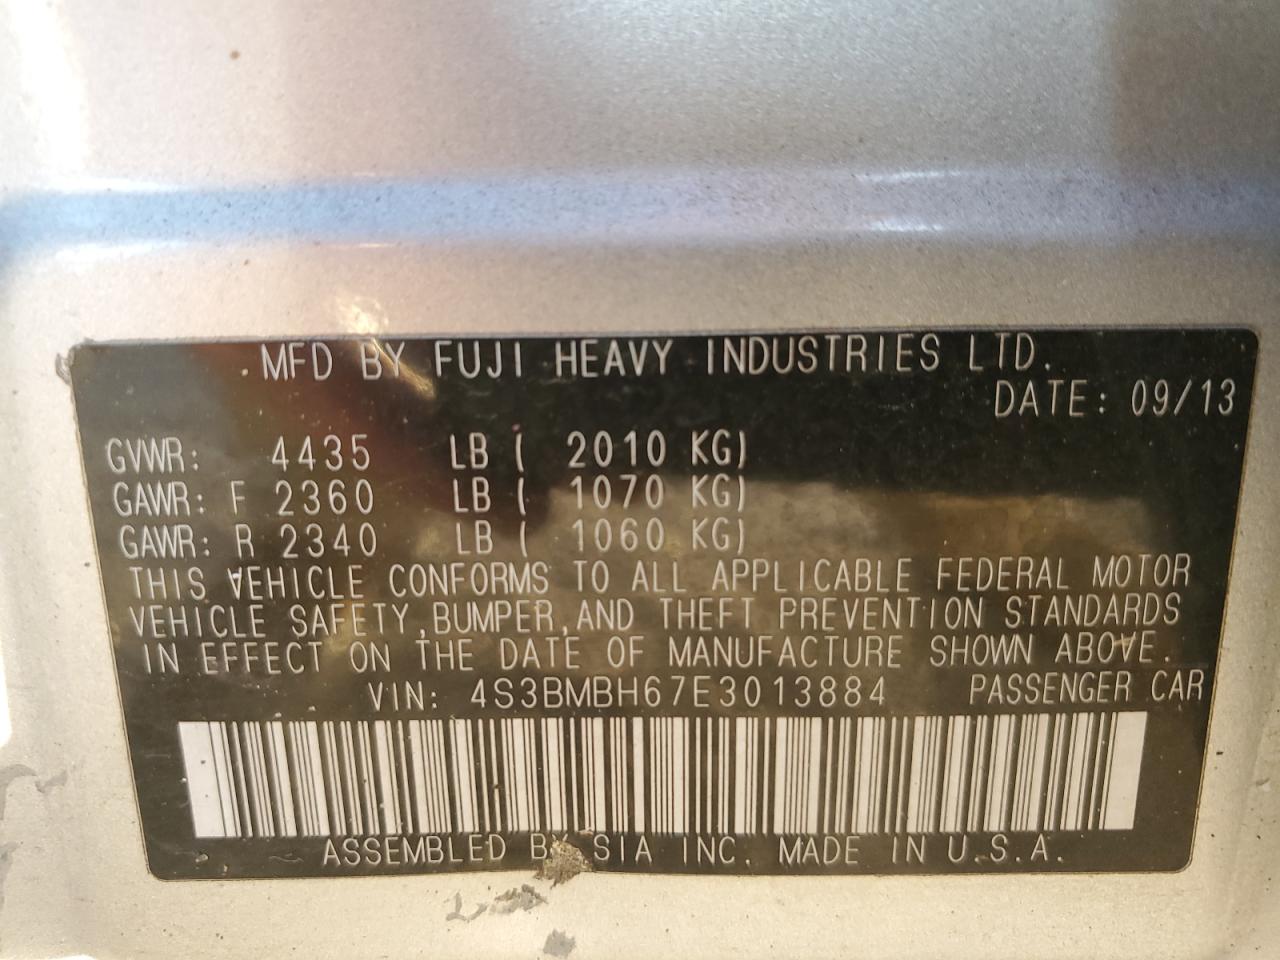 .MFD BY FUJI HEAVY INDUSTRIES LTD.
DATE: 09/13
GVWR: 4435 LB ( 2010 KG)
GAWR: F 2360 LB ( 1070 KG)
GAWR: R 2340 LB ( 1060 KG)
THIS VEHICLE CONFORMS TO ALL APPLICABLE FEDERAL MOTOR
VEHICLE SAFETY,BUMPER,AND THEFT PREVENTION STANDARDS
IN EFFECT ON THE DATE OF MANUFACTURE SHOWN ABOVE.
VIN: 4S3BMBH67E3013884 PASSENGER CAR
ASSEMBLED BY SIA INC. MADE IN U.S.A.